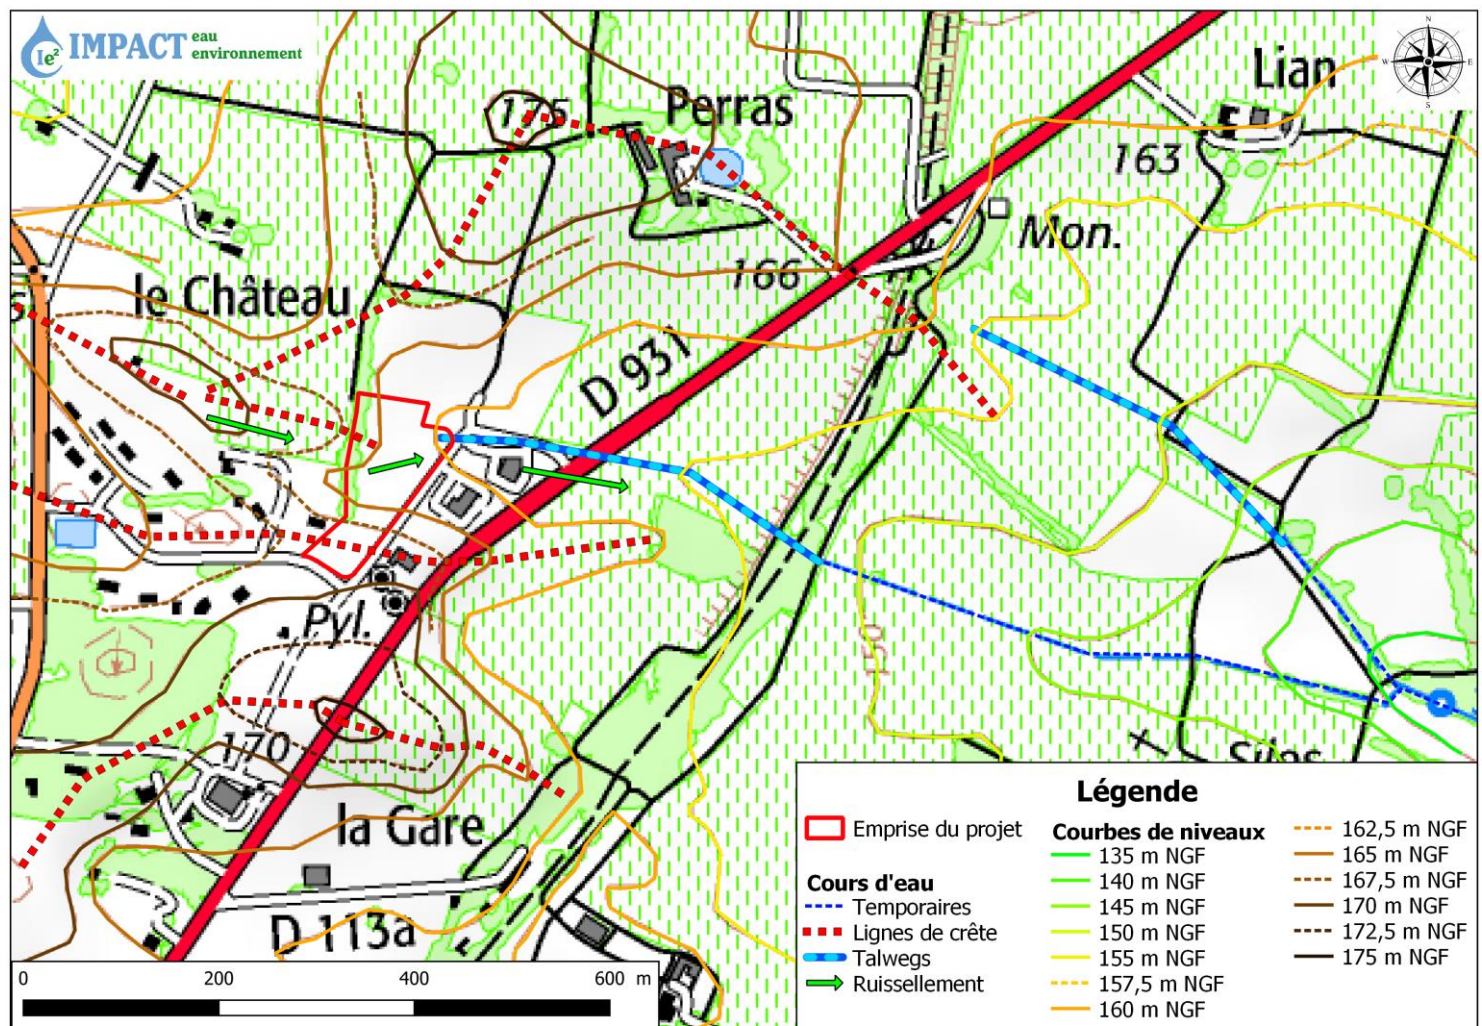 Ie²
IMPACT eau
environnement
N
W
E
S
Lian
175
Perras
163
Mon.
166
le Château
D 931
Pyl.
150
170
la Gare
D 113a
0 200 400 600 m
Légende
Emprise du projet
Cours d'eau
Temporaires
Lignes de crête
Talwegs
Ruissellement
Courbes de niveaux
135 m NGF
140 m NGF
145 m NGF
150 m NGF
155 m NGF
157,5 m NGF
160 m NGF
162,5 m NGF
165 m NGF
167,5 m NGF
170 m NGF
172,5 m NGF
175 m NGF